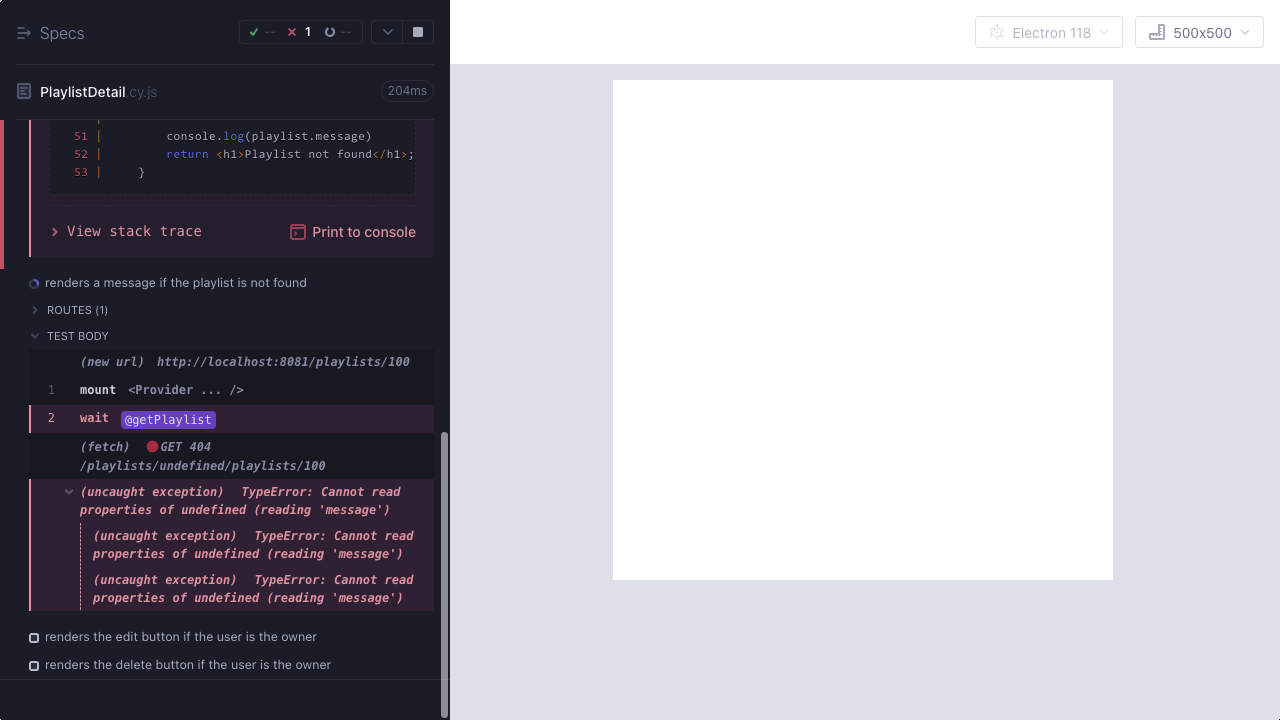 Specs
-- 1 --
Electron 118
500x500
PlaylistDetail.cy.js
204ms
51 | console.log(playlist.message)
52 | return <h1>Playlist not found</h1>;
53 | }
View stack trace
Print to console
renders a message if the playlist is not found
ROUTES (1)
TEST BODY
(new url) http://localhost:8081/playlists/100
1 mount <Provider ... />
2 wait @getPlaylist
(fetch) GET 404
/playlists/undefined/playlists/100
(uncaught exception) TypeError: Cannot read
properties of undefined (reading 'message')
(uncaught exception) TypeError: Cannot read
properties of undefined (reading 'message')
(uncaught exception) TypeError: Cannot read
properties of undefined (reading 'message')
renders the edit button if the user is the owner
renders the delete button if the user is the owner